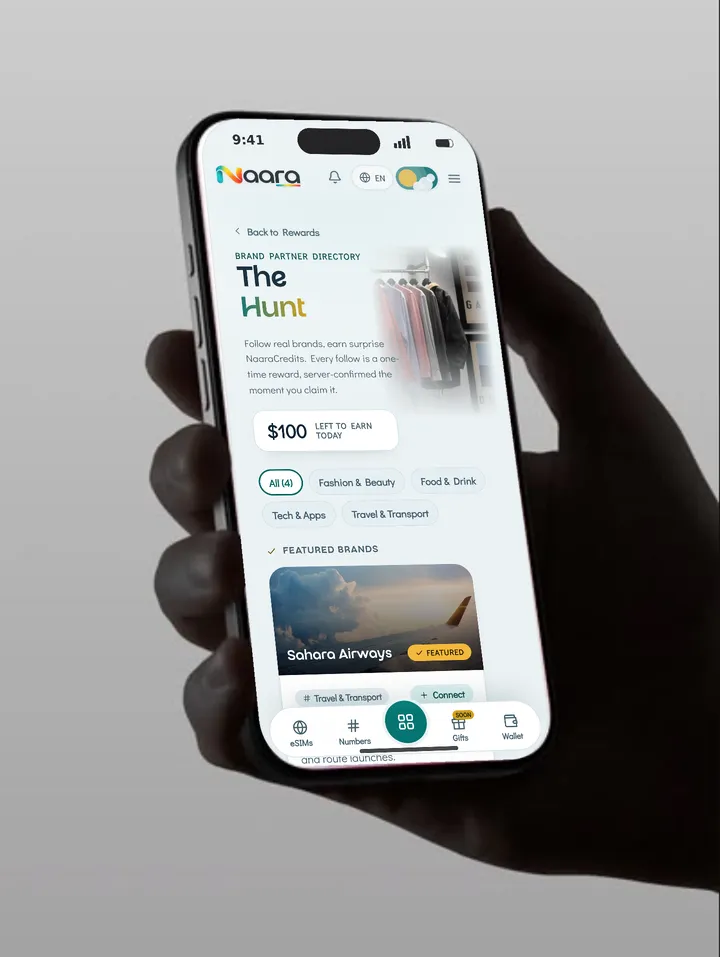 9:41
Naara
EN
Back to Rewards
BRAND PARTNER DIRECTORY
The
Hunt
Follow real brands, earn surprise
NaaraCredits. Every follow is a one-
time reward, server-confirmed the
moment you claim it.
$100 LEFT TO EARN
TODAY
All (4) Fashion & Beauty Food & Drink
Tech & Apps Travel & Transport
FEATURED BRANDS
Sahara Airways FEATURED
# Travel & Transport + Connect
SOON
eSIMs Numbers Gifts Wallet
and route launches.